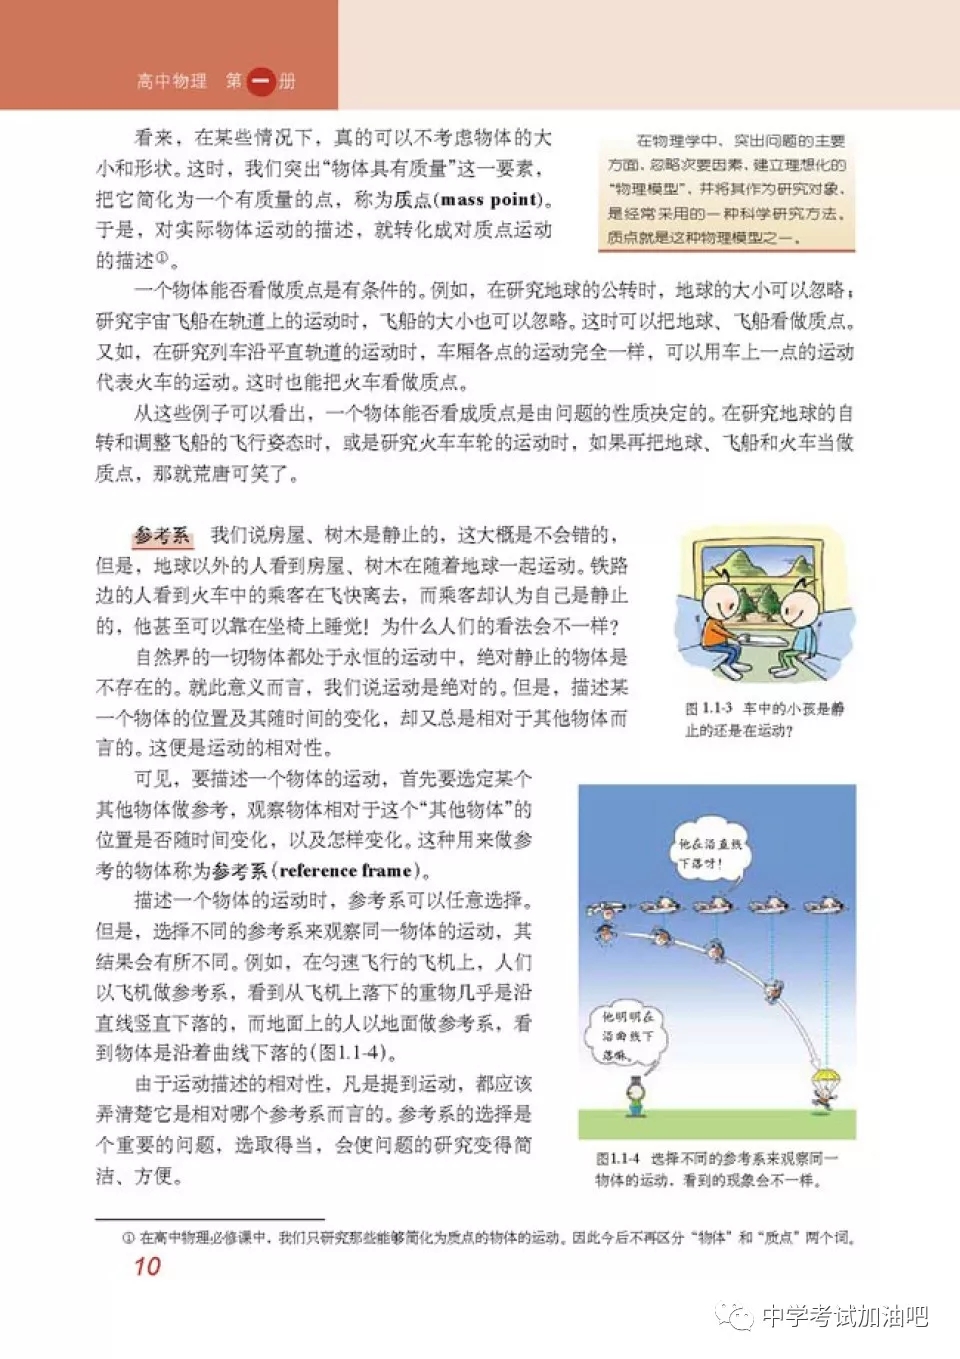 高中物理 第一册
看来，在某些情况下，真的可以不考虑物体的大
小和形状。这时，我们突出“物体具有质量”这一要素，
把它简化为一个有质量的点，称为质点(mass point)。
于是，对实际物体运动的描述，就转化成对质点运动
的描述①。
在物理学中，突出问题的主要
方面，忽略次要因素，建立理想化的
“物理模型”，并将其作为研究对象，
是经常采用的一种科学研究方法。
质点就是这种物理模型之一。
一个物体能否看做质点是有条件的。例如，在研究地球的公转时，地球的大小可以忽略；
研究宇宙飞船在轨道上的运动时，飞船的大小也可以忽略。这时可以把地球、飞船看做质点。
又如，在研究列车沿平直轨道的运动时，车厢各点的运动完全一样，可以用车上一点的运动
代表火车的运动。这时也能把火车看做质点。
从这些例子可以看出，一个物体能否看成质点是由问题的性质决定的。在研究地球的自
转和调整飞船的飞行姿态时，或是研究火车车轮的运动时，如果再把地球、飞船和火车当做
质点，那就荒唐可笑了。
参考系 我们说房屋、树木是静止的，这大概是不会错的，
但是，地球以外的人看到房屋、树木在随着地球一起运动。铁路
边的人看到火车中的乘客在飞快离去，而乘客却认为自己是静止
的，他甚至可以靠在坐椅上睡觉！为什么人们的看法会不一样？
自然界的一切物体都处于永恒的运动中，绝对静止的物体是
不存在的。就此意义而言，我们说运动是绝对的。但是，描述某
一个物体的位置及其随时间的变化，却又总是相对于其他物体而
言的。这便是运动的相对性。
图 1.1-3 车中的小孩是静
止的还是在运动？
可见，要描述一个物体的运动，首先要选定某个
其他物体做参考，观察物体相对于这个“其他物体”的
位置是否随时间变化，以及怎样变化。这种用来做参
考的物体称为参考系(reference frame)。
描述一个物体的运动时，参考系可以任意选择。
但是，选择不同的参考系来观察同一物体的运动，其
结果会有所不同。例如，在匀速飞行的飞机上，人们
以飞机做参考系，看到从飞机上落下的重物几乎是沿
直线竖直下落的，而地面上的人以地面做参考系，看
到物体是沿着曲线下落的(图1.1-4)。
由于运动描述的相对性，凡是提到运动，都应该
弄清楚它是相对哪个参考系而言的。参考系的选择是
个重要的问题，选取得当，会使问题的研究变得简
洁、方便。
他在沿直线
下落呀！
他明明在
沿曲线下
落嘛。
图1.1-4 选择不同的参考系来观察同一
物体的运动，看到的现象会不一样。
① 在高中物理必修课中，我们只研究那些能够简化为质点的物体的运动。因此今后不再区分“物体”和“质点”两个词。
10
中学考试加油吧